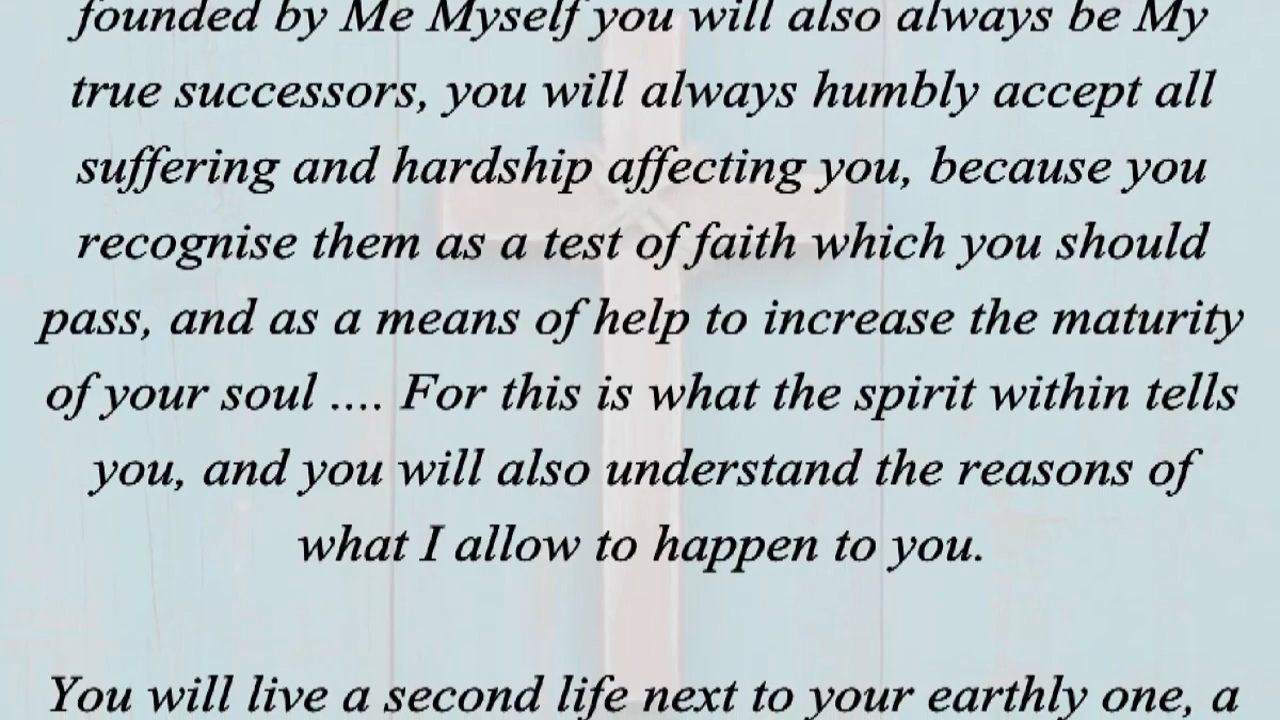 founded by Me Myself you will also always be My
true successors, you will always humbly accept all
suffering and hardship affecting you, because you
recognise them as a test of faith which you should
pass, and as a means of help to increase the maturity
of your soul .... For this is what the spirit within tells
you, and you will also understand the reasons of
what I allow to happen to you.
You will live a second life next to your earthly one, a